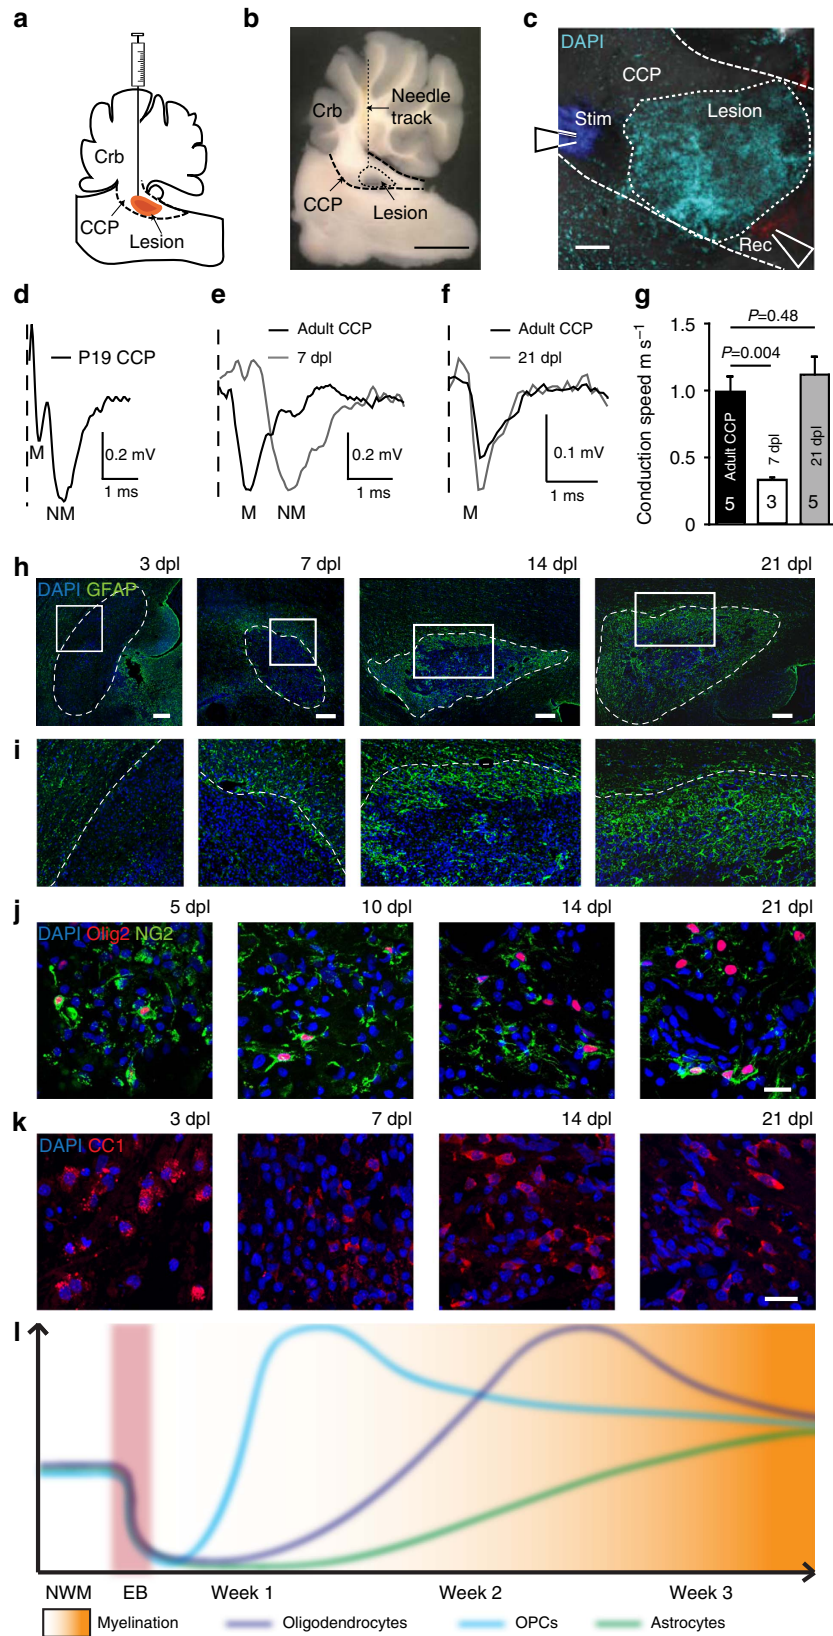 a
Crb
CCP
Lesion
b
Crb
Needle
track
CCP
Lesion
c
DAPI
CCP
Lesion
Stim
Rec
d
P19 CCP
M
NM
0.2 mV
1 ms
e
Adult CCP
7 dpl
0.2 mV
1 ms
M
NM
f
Adult CCP
21 dpl
0.1 mV
1 ms
M
g
Conduction speed m s⁻¹
1.5
1.0
0.5
0
P=0.48
P=0.004
Adult CCP
7 dpl
21 dpl
5
3
5
h
3 dpl
7 dpl
14 dpl
21 dpl
DAPI GFAP
i
j
5 dpl
10 dpl
14 dpl
21 dpl
DAPI Olig2 NG2
k
3 dpl
7 dpl
14 dpl
21 dpl
DAPI CC1
l
NWM
EB
Week 1
Week 2
Week 3
Myelination
Oligodendrocytes
OPCs
Astrocytes